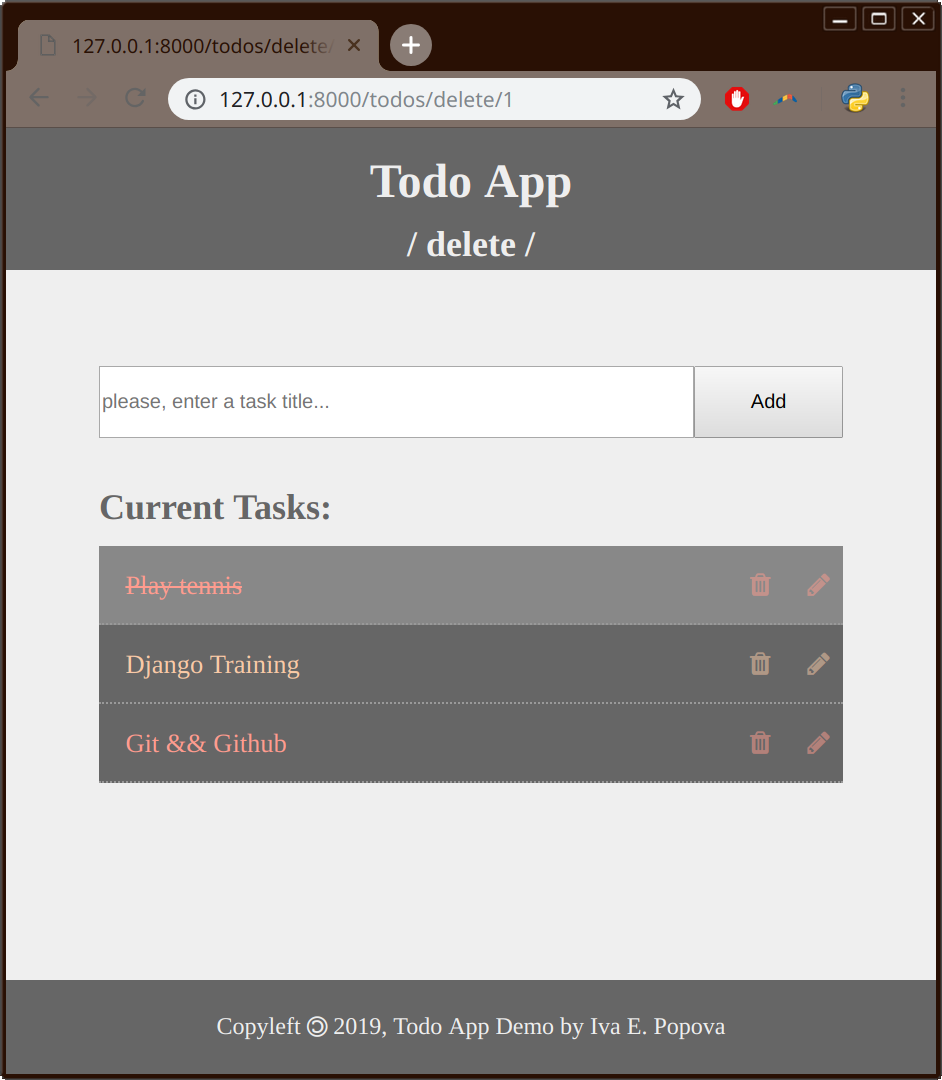 127.0.0.1:8000/todos/delete/
127.0.0.1:8000/todos/delete/1
Todo App
/ delete /
please, enter a task title...
Add
Current Tasks:
Play tennis
Django Training
Git && Github
Copyleft 🄯 2019, Todo App Demo by Iva E. Popova